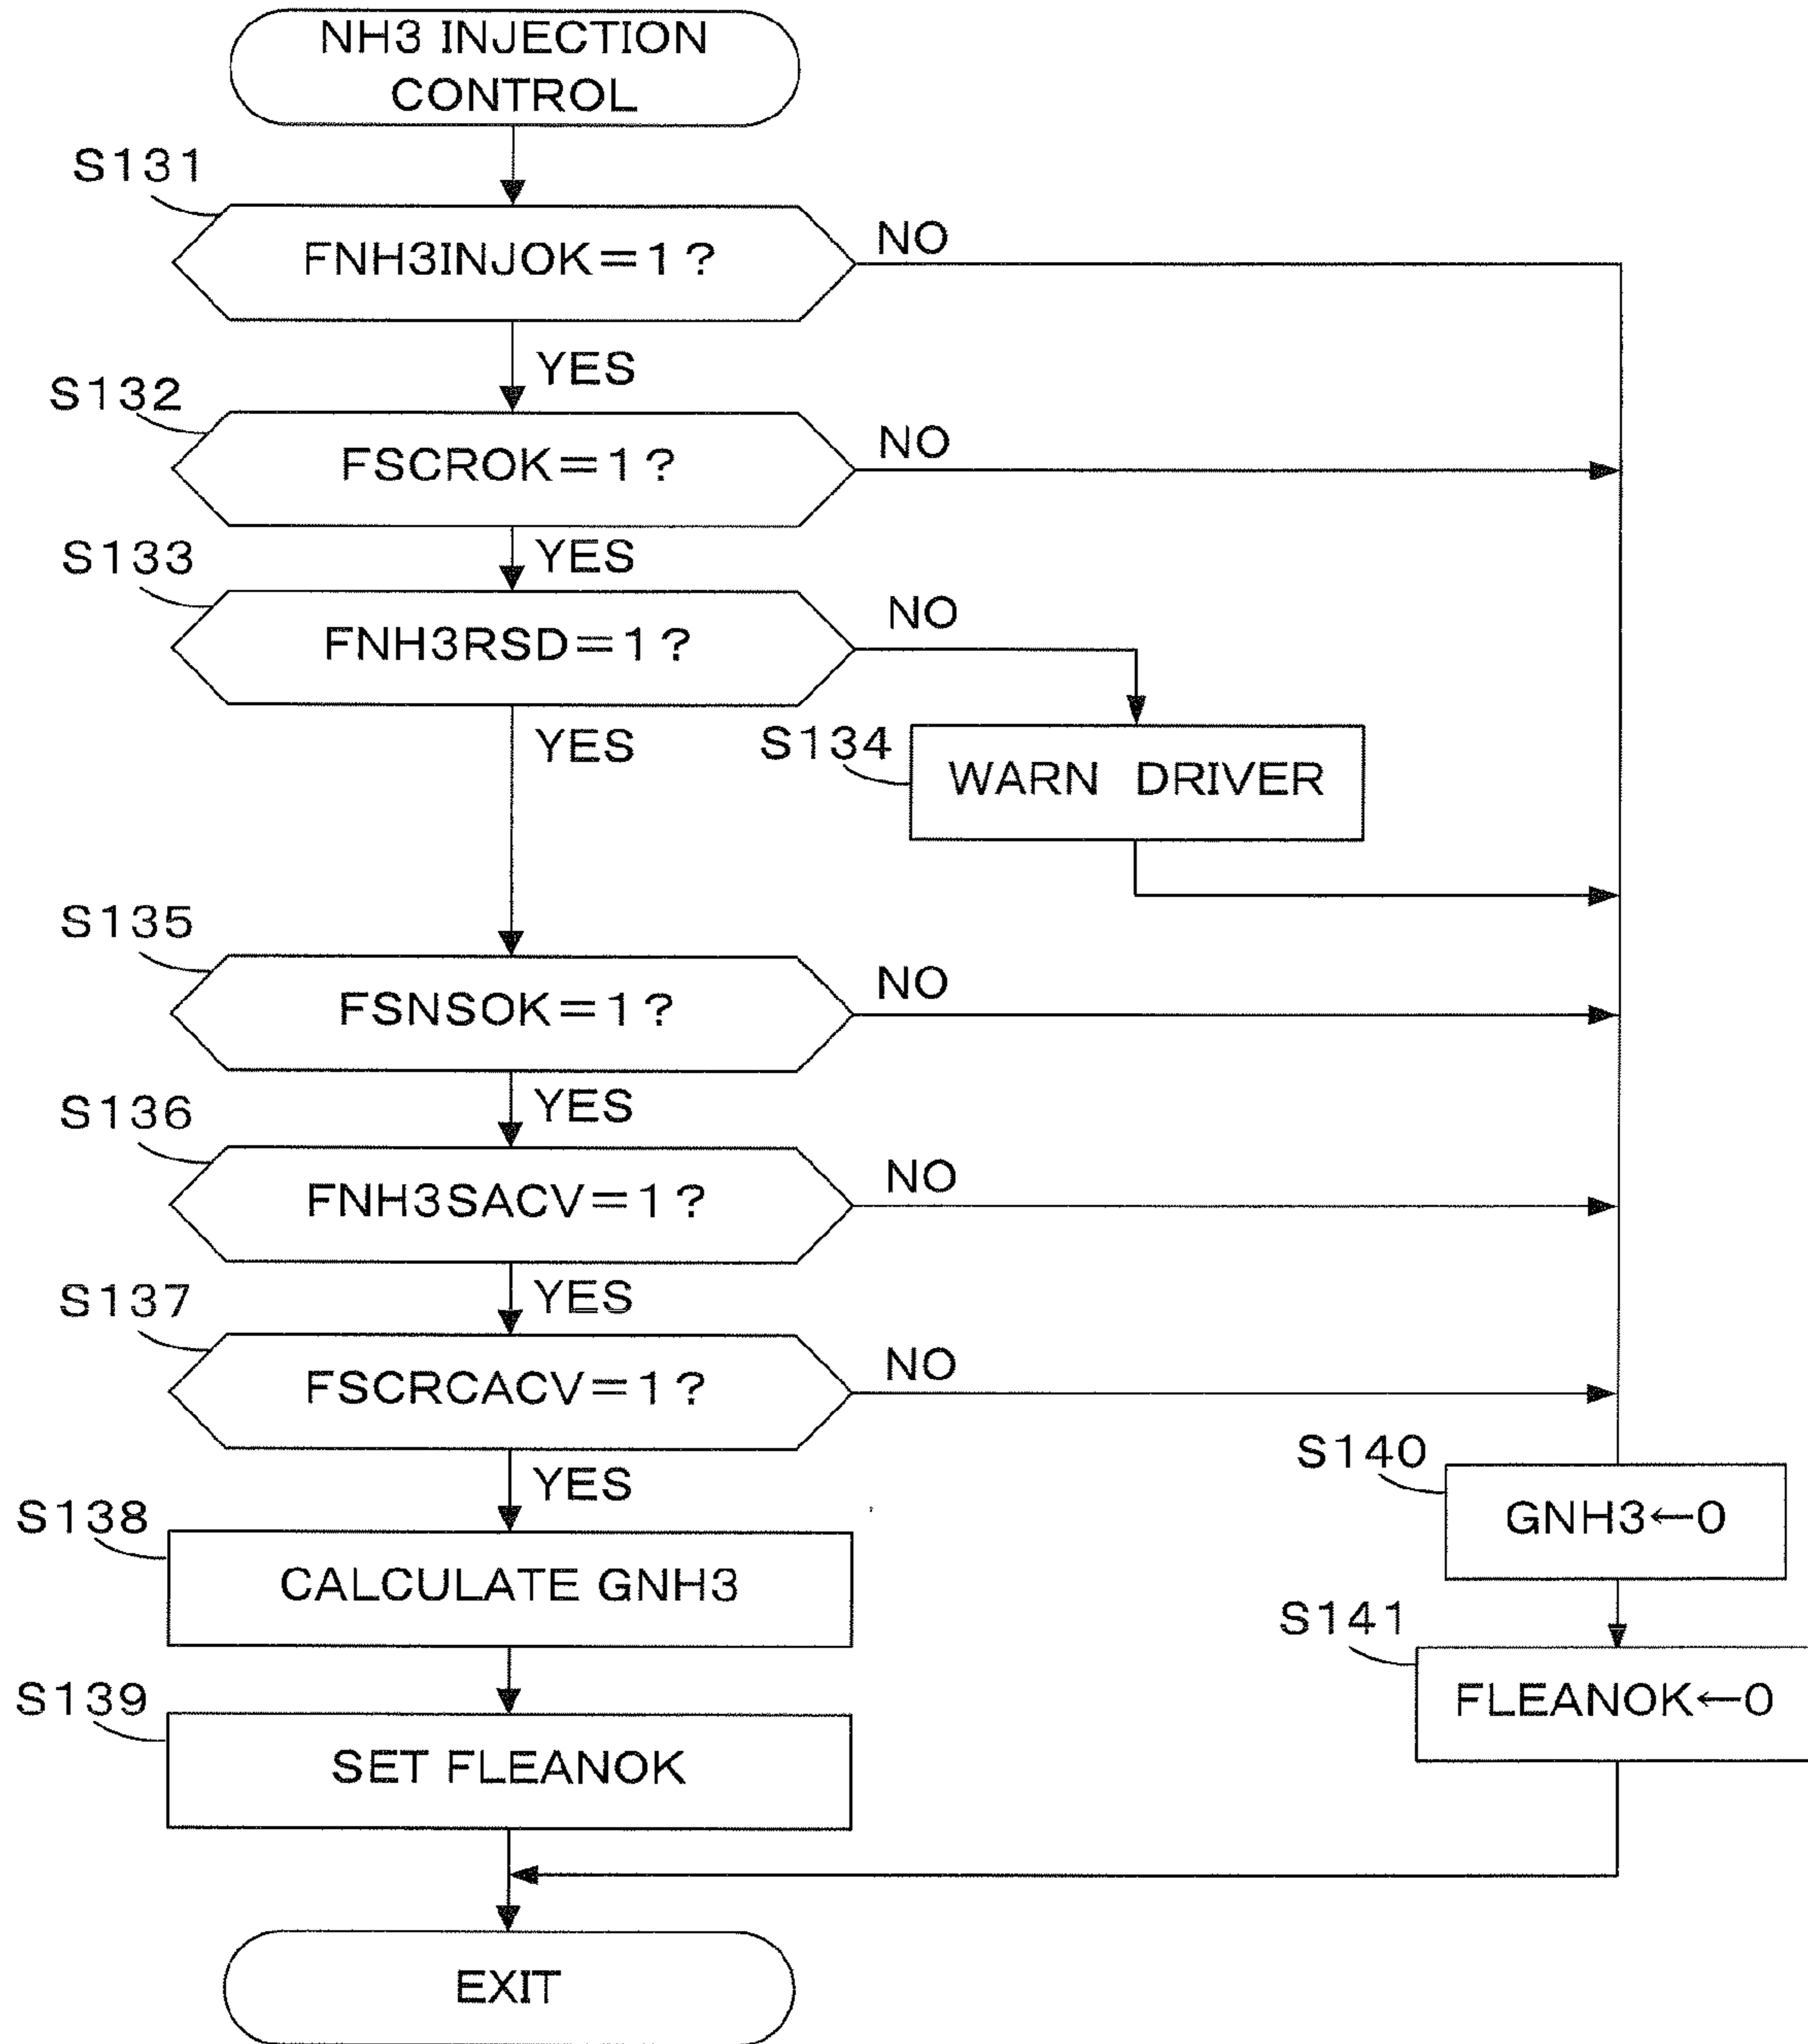 NH3 INJECTION
CONTROL
S131
FNH3INJOK=1?
NO
YES
S132
FSCROK=1?
NO
YES
S133
FNH3RSD=1?
NO
YES
S134
WARN DRIVER
S135
FSNSOK=1?
NO
YES
S136
FNH3SACV=1?
NO
YES
S137
FSCRCACV=1?
NO
YES
S140
GNH3←0
S138
CALCULATE GNH3
S141
FLEANOK←0
S139
SET FLEANOK
EXIT